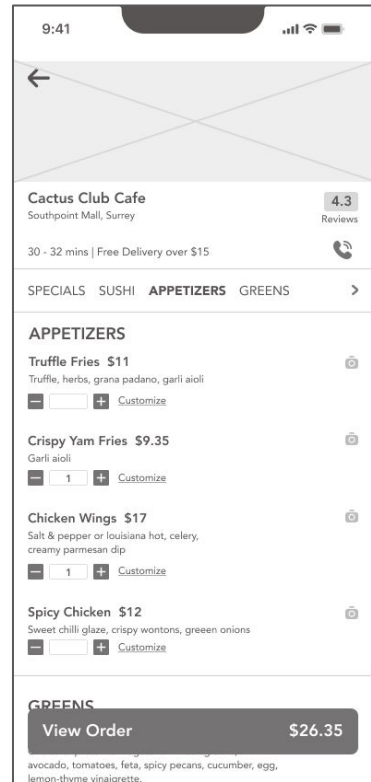 9:41
Cactus Club Cafe
4.3
Southpoint Mall, Surrey
Reviews
30 - 32 mins | Free Delivery over $15
SPECIALS SUSHI APPETIZERS GREENS >
APPETIZERS
Truffle Fries $11
Truffle, herbs, grana padano, garli aioli
− + Customize
Crispy Yam Fries $9.35
Garli aioli
− 1 + Customize
Chicken Wings $17
Salt & pepper or louisiana hot, celery,
creamy parmesan dip
− 1 + Customize
Spicy Chicken $12
Sweet chilli glaze, crispy wontons, greeen onions
− + Customize
GREENS
View Order $26.35
avocado, tomatoes, feta, spicy pecans, cucumber, egg,
lemon-thyme vinaigrette.